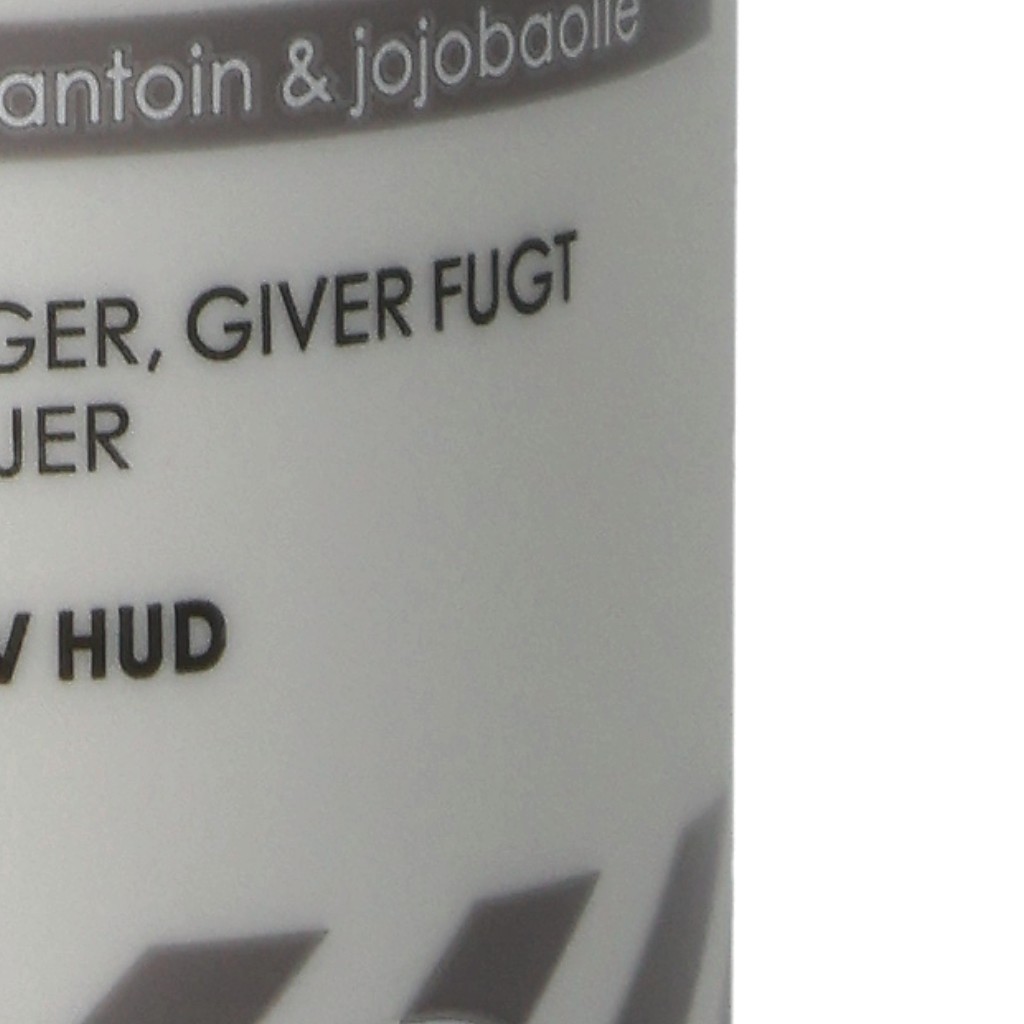 antoin & jojobaolie
GER, GIVER FUGT
JER
V HUD